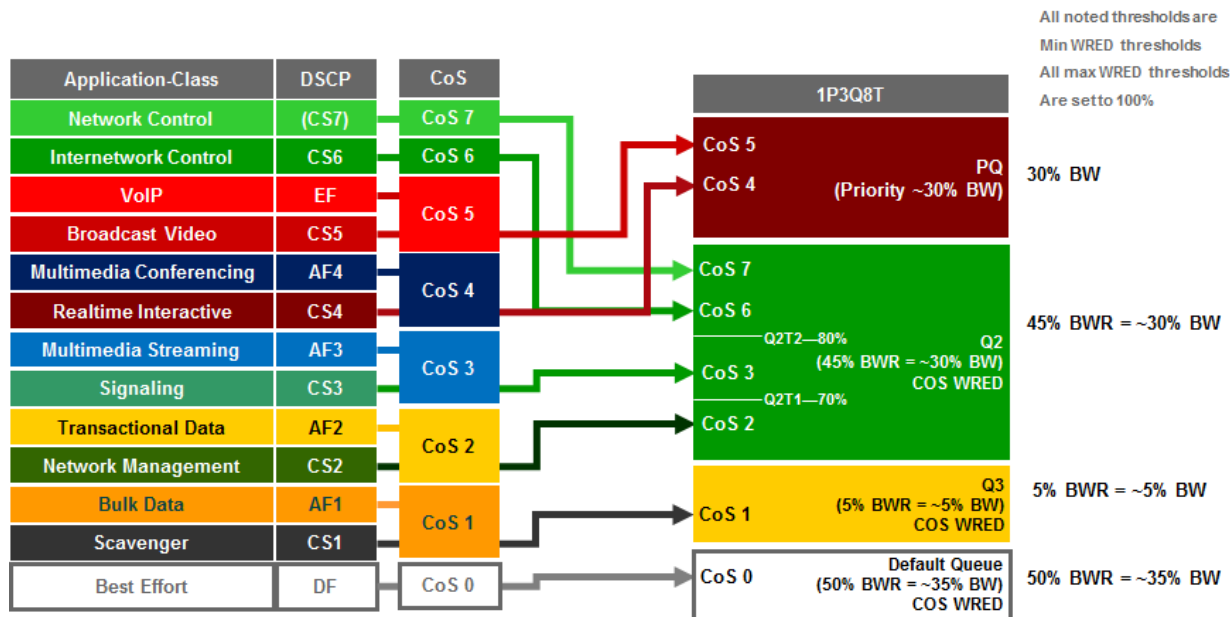 All noted thresholds are
Min WRED thresholds
All max WRED thresholds
Are set to 100%
Application-Class DSCP CoS
Network Control (CS7) CoS 7
Internetwork Control CS6 CoS 6
VoIP EF
CoS 5
Broadcast Video CS5
Multimedia Conferencing AF4
CoS 4
Realtime Interactive CS4
Multimedia Streaming AF3
CoS 3
Signaling CS3
Transactional Data AF2
CoS 2
Network Management CS2
Bulk Data AF1
CoS 1
Scavenger CS1
Best Effort DF CoS 0
1P3Q8T
CoS 5
CoS 4
PQ
(Priority ~30% BW)
30% BW
CoS 7
CoS 6
Q2T2—80%
CoS 3
Q2T1—70%
CoS 2
Q2
(45% BWR = ~30% BW)
COS WRED
45% BWR = ~30% BW
CoS 1
Q3
(5% BWR = ~5% BW)
COS WRED
5% BWR = ~5% BW
CoS 0
Default Queue
(50% BWR = ~35% BW)
COS WRED
50% BWR = ~35% BW